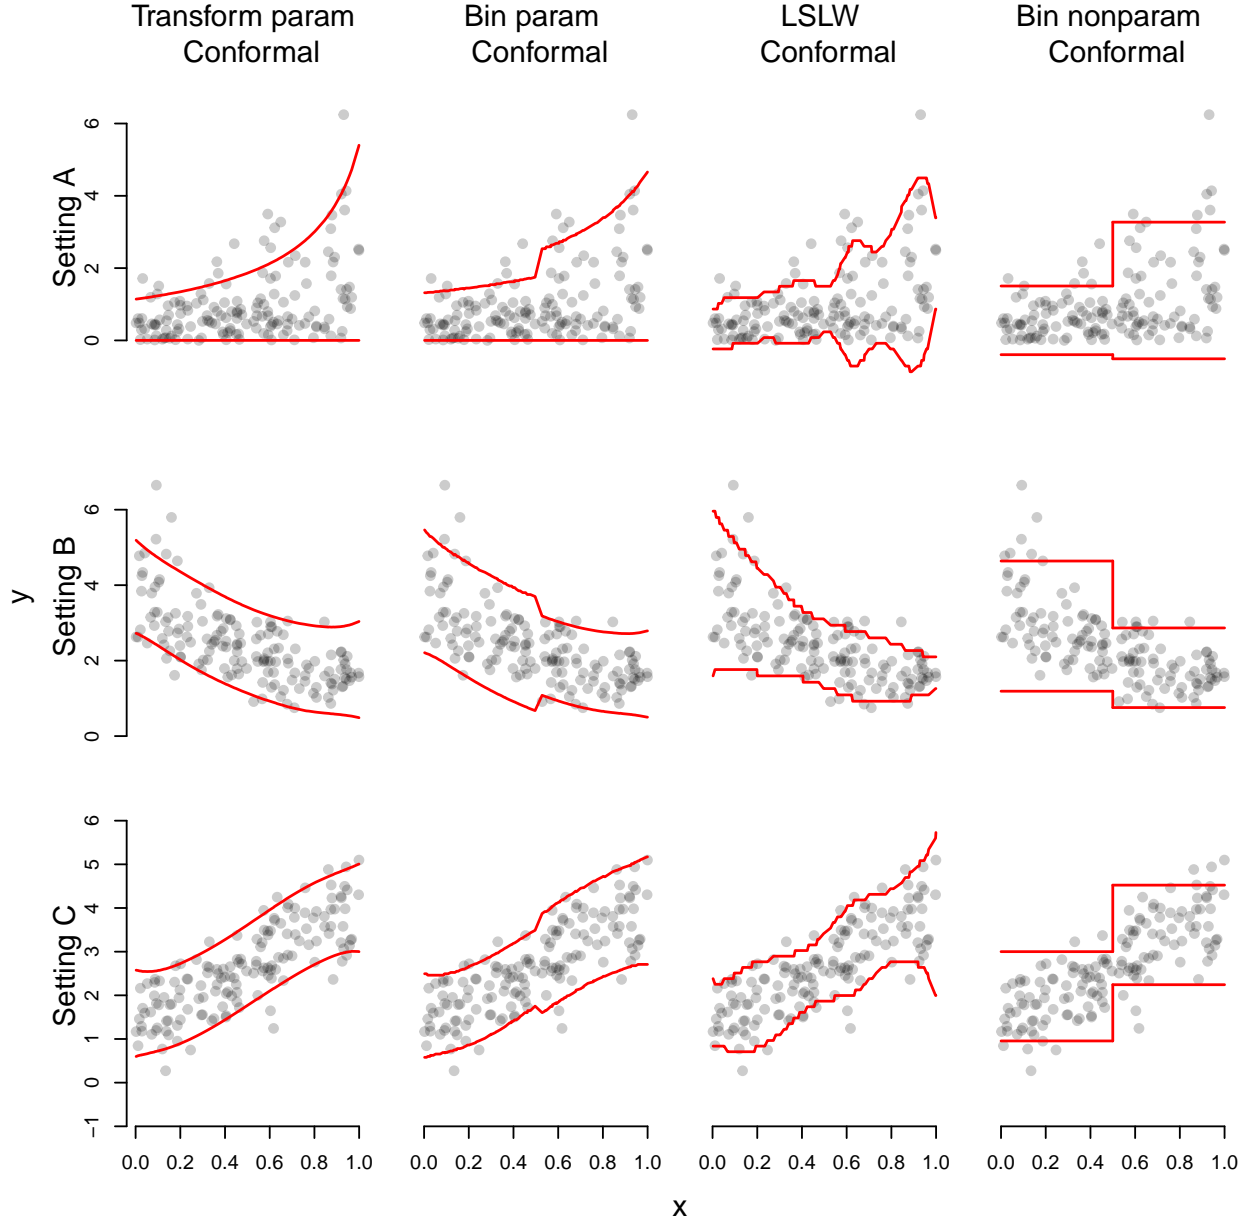 Transform param
Conformal
Bin param
Conformal
LSLW
Conformal
Bin nonparam
Conformal
Setting A
0 2 4 6
y
Setting B
0 2 4 6
Setting C
−1 0 1 2 3 4 5 6
0.0 0.2 0.4 0.6 0.8 1.0
0.0 0.2 0.4 0.6 0.8 1.0
0.0 0.2 0.4 0.6 0.8 1.0
0.0 0.2 0.4 0.6 0.8 1.0
x